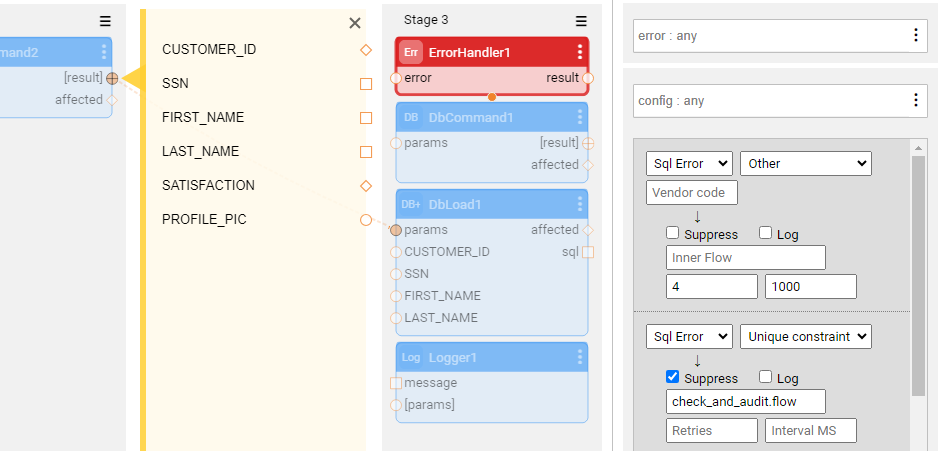 mand2
[result]
affected
CUSTOMER_ID
SSN
FIRST_NAME
LAST_NAME
SATISFACTION
PROFILE_PIC
Stage 3
Err ErrorHandler1
error result
DB DbCommand1
params [result]
affected
DB+ DbLoad1
params affected
CUSTOMER_ID sql
SSN
FIRST_NAME
LAST_NAME
Log Logger1
message
[params]
error : any
config : any
Sql Error Other
Vendor code
↓
Suppress Log
Inner Flow
4 1000
Sql Error Unique constraint
↓
Suppress Log
check_and_audit.flow
Retries Interval MS